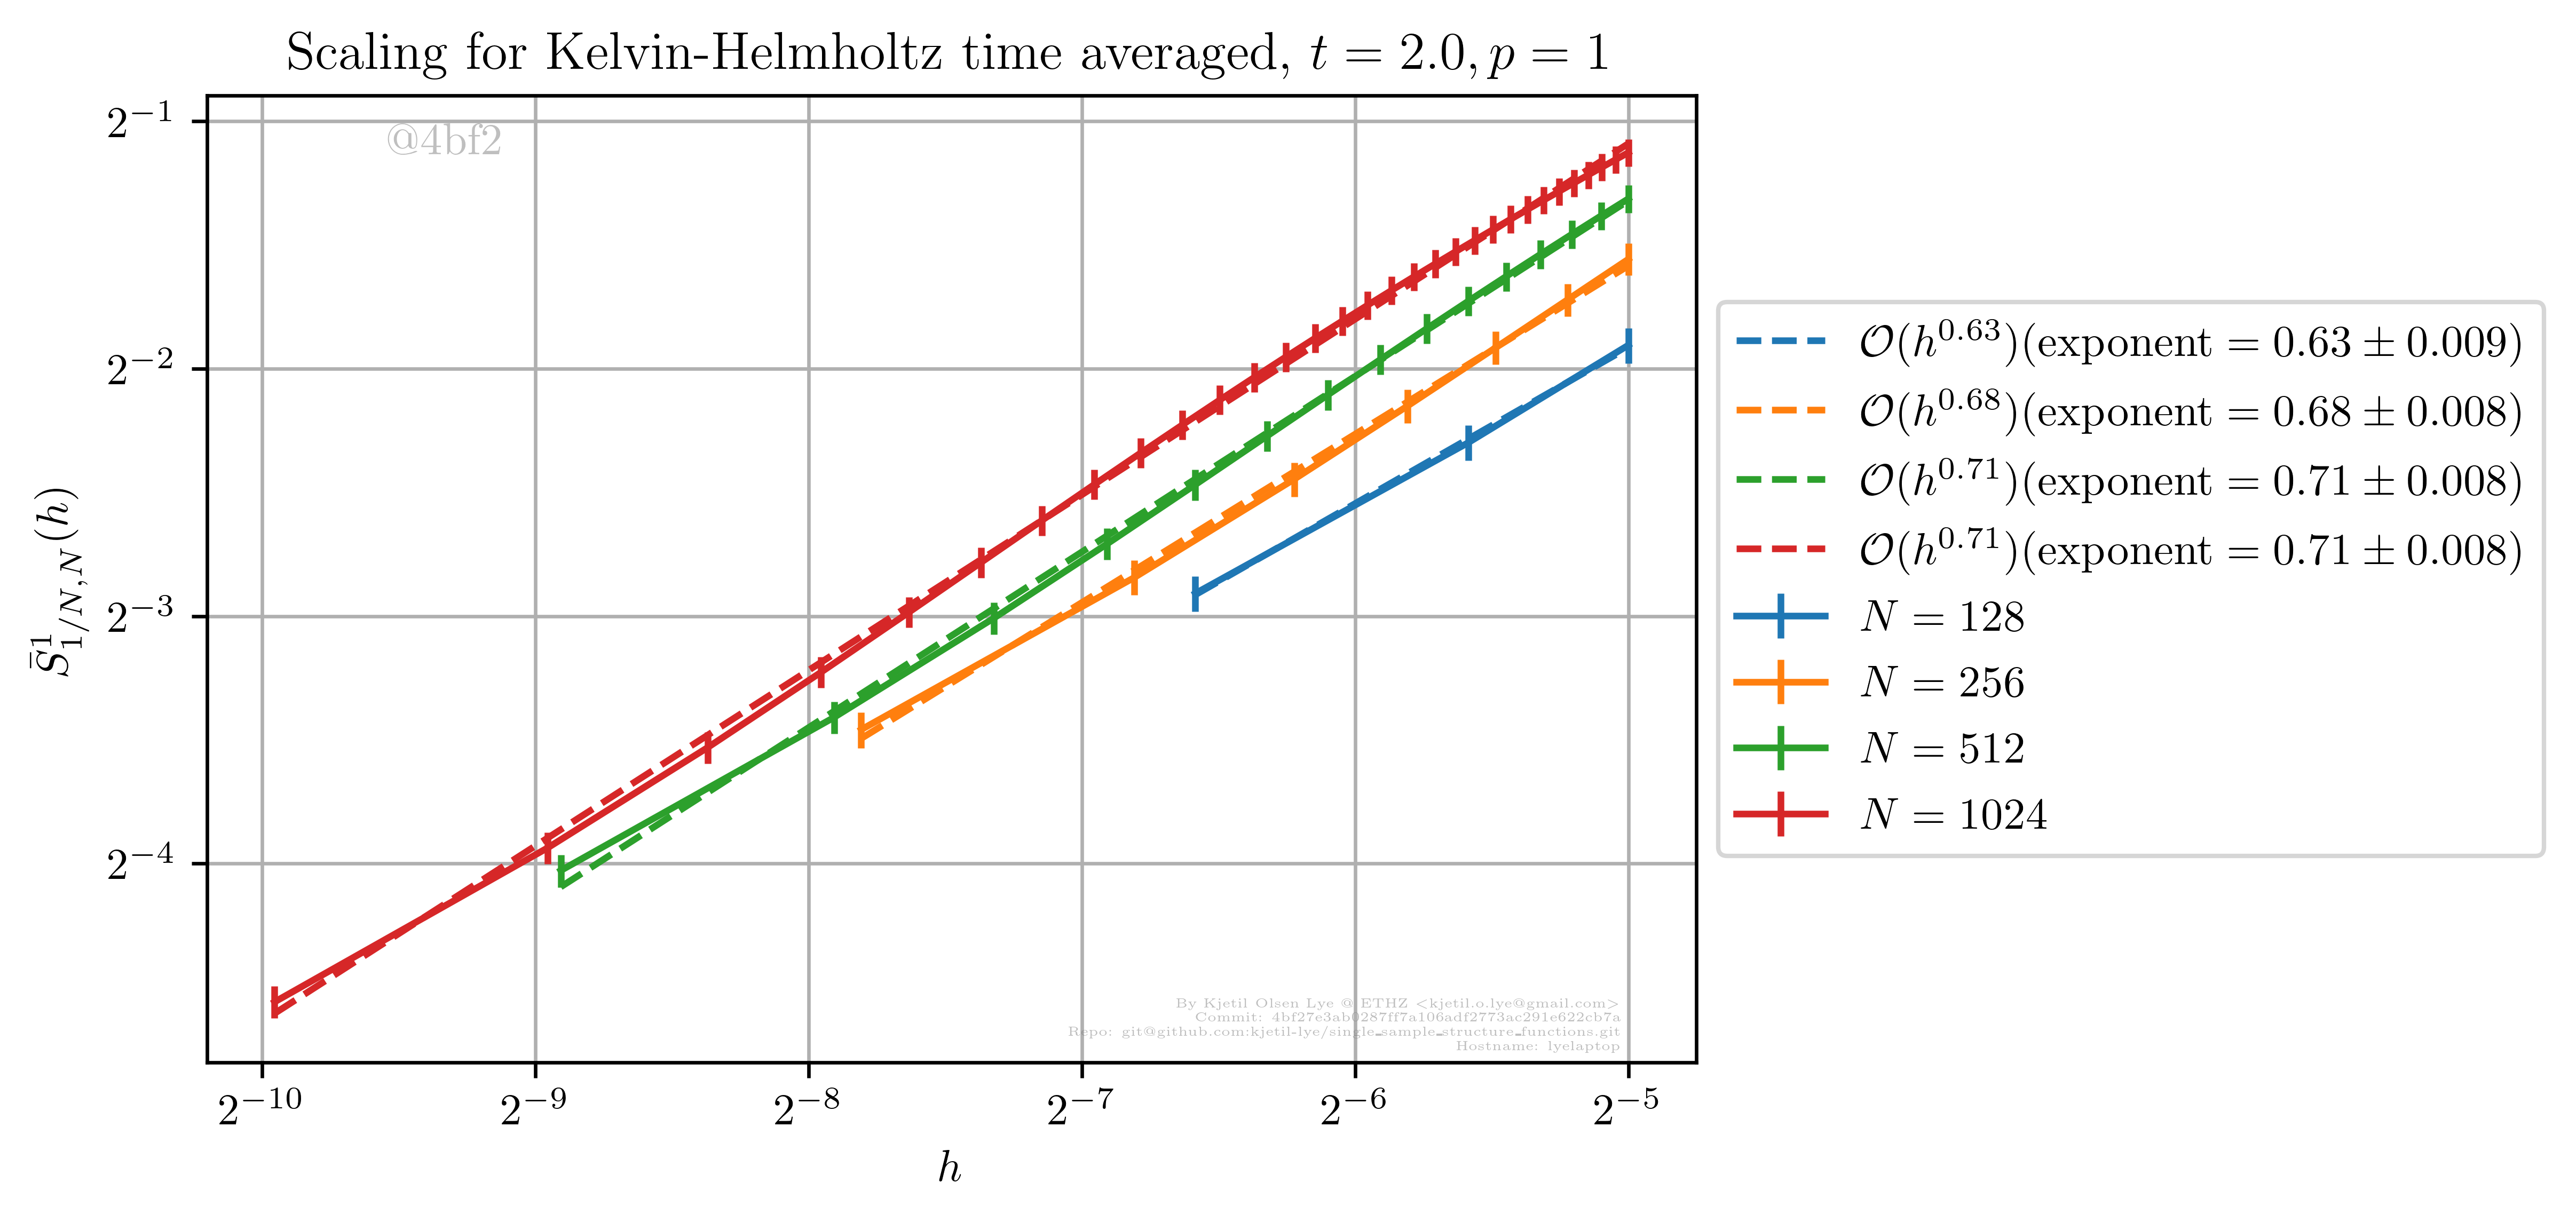 Scaling for Kelvin-Helmholtz time averaged, t = 2.0, p = 1
@4bf2
2⁻¹
2⁻²
2⁻³
2⁻⁴
S̄¹_{1/N,N}(h)
By Kjetil Olsen Lye @ ETHZ <kjetil.o.lye@gmail.com>
Commit: 4bf27e3ab0287ff7a106adf2773ac291e622cb7a
Repo: git@github.com:kjetil-lye/single_sample_structure_functions.git
Hostname: lyelaptop
2⁻¹⁰ 2⁻⁹ 2⁻⁸ 2⁻⁷ 2⁻⁶ 2⁻⁵
h
𝒪(h^{0.63})(exponent = 0.63 ± 0.009)
𝒪(h^{0.68})(exponent = 0.68 ± 0.008)
𝒪(h^{0.71})(exponent = 0.71 ± 0.008)
𝒪(h^{0.71})(exponent = 0.71 ± 0.008)
N = 128
N = 256
N = 512
N = 1024